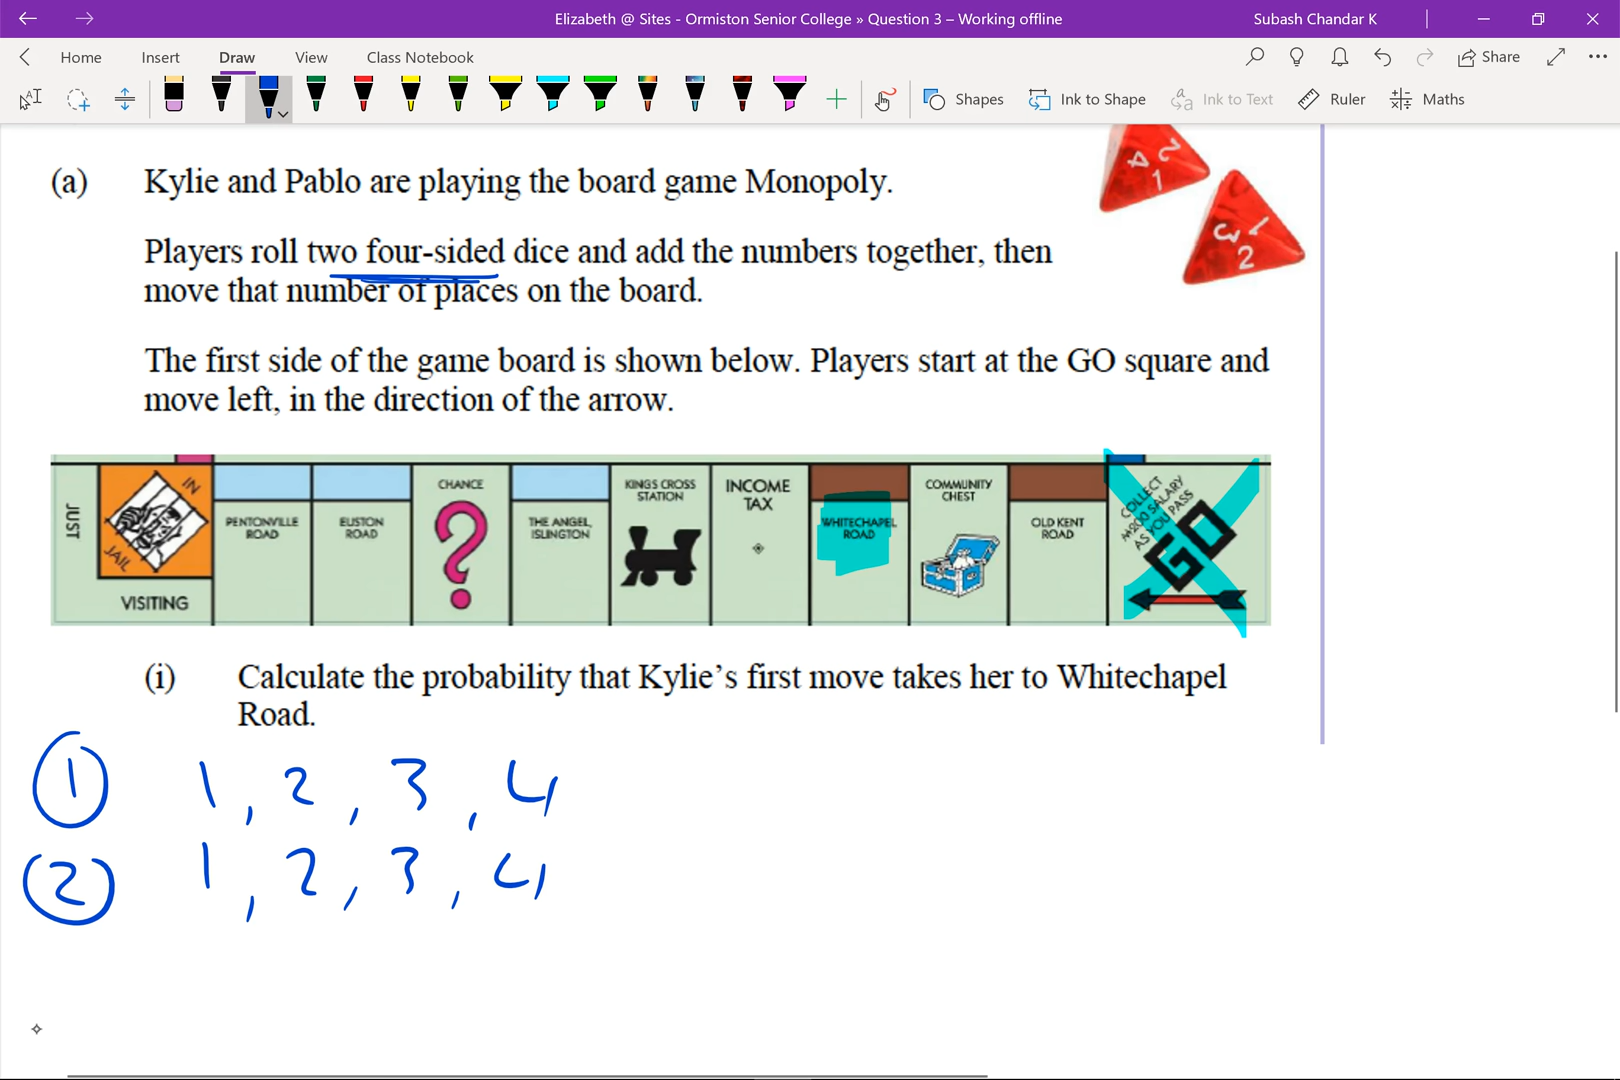 Elizabeth @ Sites - Ormiston Senior College » Question 3 – Working offline
Subash Chandar K
Home Insert Draw View Class Notebook
Share
Shapes Ink to Shape Ink to Text Ruler Maths
(a) Kylie and Pablo are playing the board game Monopoly.
4 2 1
3 1 2
Players roll two four-sided dice and add the numbers together, then
move that number of places on the board.
The first side of the game board is shown below. Players start at the GO square and
move left, in the direction of the arrow.
JUST
IN
JAIL
VISITING
PENTONVILLE
ROAD
EUSTON
ROAD
CHANCE
?
THE ANGEL,
ISLINGTON
KINGS CROSS
STATION
INCOME
TAX
WHITECHAPEL
ROAD
COMMUNITY
CHEST
OLD KENT
ROAD
COLLECT
200 SALARY
AS YOU PASS
GO
(i) Calculate the probability that Kylie’s first move takes her to Whitechapel
Road.
1 1, 2, 3, 4
2 1, 2, 3, 4